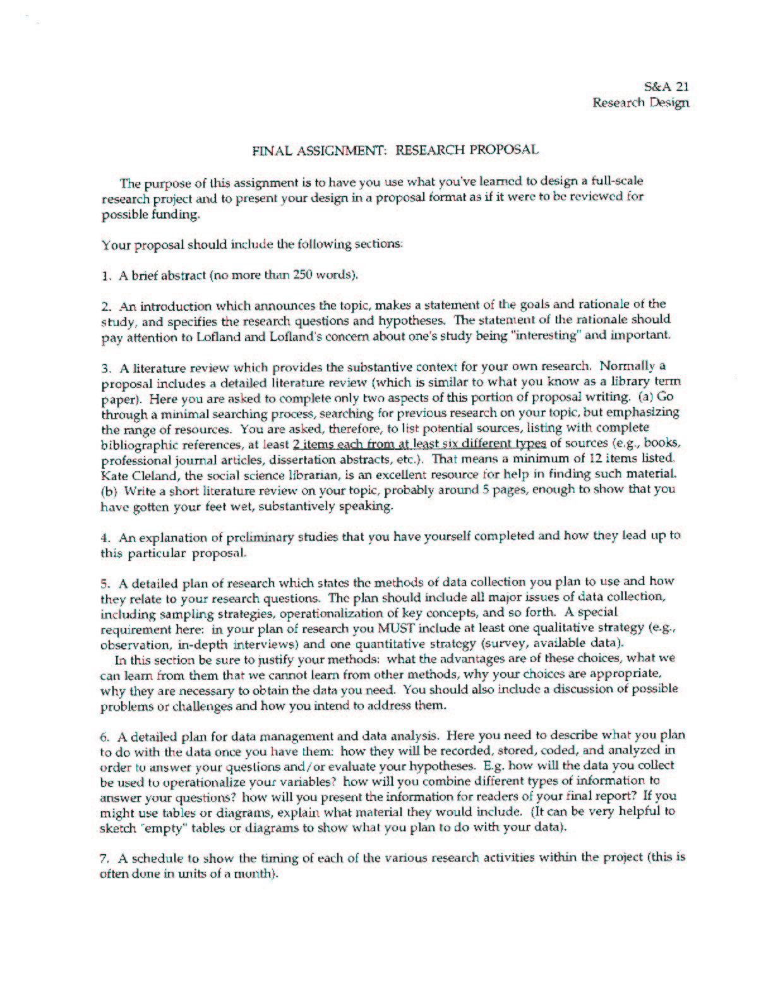 S&A 21
Research Design
FINAL ASSIGNMENT: RESEARCH PROPOSAL
The purpose of this assignment is to have you use what you've learned to design a full-scale
research project and to present your design in a proposal format as if it were to be reviewed for
possible funding.
Your proposal should include the following sections:
1. A brief abstract (no more than 250 words).
2. An introduction which announces the topic, makes a statement of the goals and rationale of the
study, and specifies the research questions and hypotheses. The statement of the rationale should
pay attention to Lofland and Lofland's concern about one's study being "interesting" and important.
3. A literature review which provides the substantive context for your own research. Normally a
proposal includes a detailed literature review (which is similar to what you know as a library term
paper). Here you are asked to complete only two aspects of this portion of proposal writing. (a) Go
through a minimal searching process, searching for previous research on your topic, but emphasizing
the range of resources. You are asked, therefore, to list potential sources, listing with complete
bibliographic references, at least 2 items each from at least six different types of sources (e.g., books,
professional journal articles, dissertation abstracts, etc.). That means a minimum of 12 items listed.
Kate Cleland, the social science librarian, is an excellent resource for help in finding such material.
(b) Write a short literature review on your topic, probably around 5 pages, enough to show that you
have gotten your feet wet, substantively speaking.
4. An explanation of preliminary studies that you have yourself completed and how they lead up to
this particular proposal.
5. A detailed plan of research which states the methods of data collection you plan to use and how
they relate to your research questions. The plan should include all major issues of data collection,
including sampling strategies, operationalization of key concepts, and so forth. A special
requirement here: in your plan of research you MUST include at least one qualitative strategy (e.g.,
observation, in-depth interviews) and one quantitative strategy (survey, available data).
In this section be sure to justify your methods: what the advantages are of these choices, what we
can learn from them that we cannot learn from other methods, why your choices are appropriate,
why they are necessary to obtain the data you need. You should also include a discussion of possible
problems or challenges and how you intend to address them.
6. A detailed plan for data management and data analysis. Here you need to describe what you plan
to do with the data once you have them: how they will be recorded, stored, coded, and analyzed in
order to answer your questions and/or evaluate your hypotheses. E.g. how will the data you collect
be used to operationalize your variables? how will you combine different types of information to
answer your questions? how will you present the information for readers of your final report? If you
might use tables or diagrams, explain what material they would include. (It can be very helpful to
sketch "empty" tables or diagrams to show what you plan to do with your data).
7. A schedule to show the timing of each of the various research activities within the project (this is
often done in units of a month).